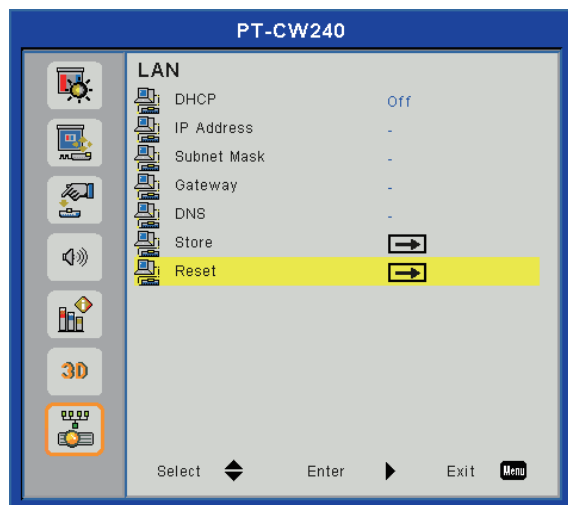 PT-CW240
LAN
DHCP Off
IP Address -
Subnet Mask -
Gateway -
DNS -
Store
Reset
3D
Select Enter Exit Menu